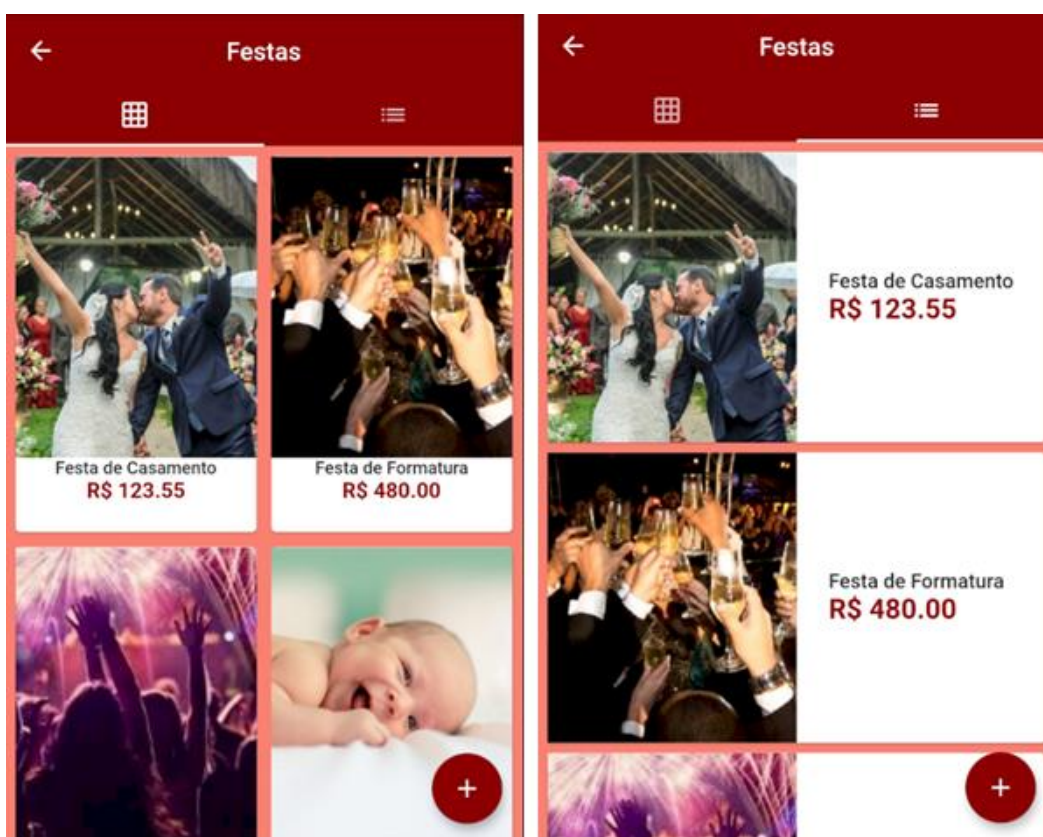 Festas
Festa de Casamento
R$ 123.55
Festa de Formatura
R$ 480.00
+
Festas
Festa de Casamento
R$ 123.55
Festa de Formatura
R$ 480.00
+